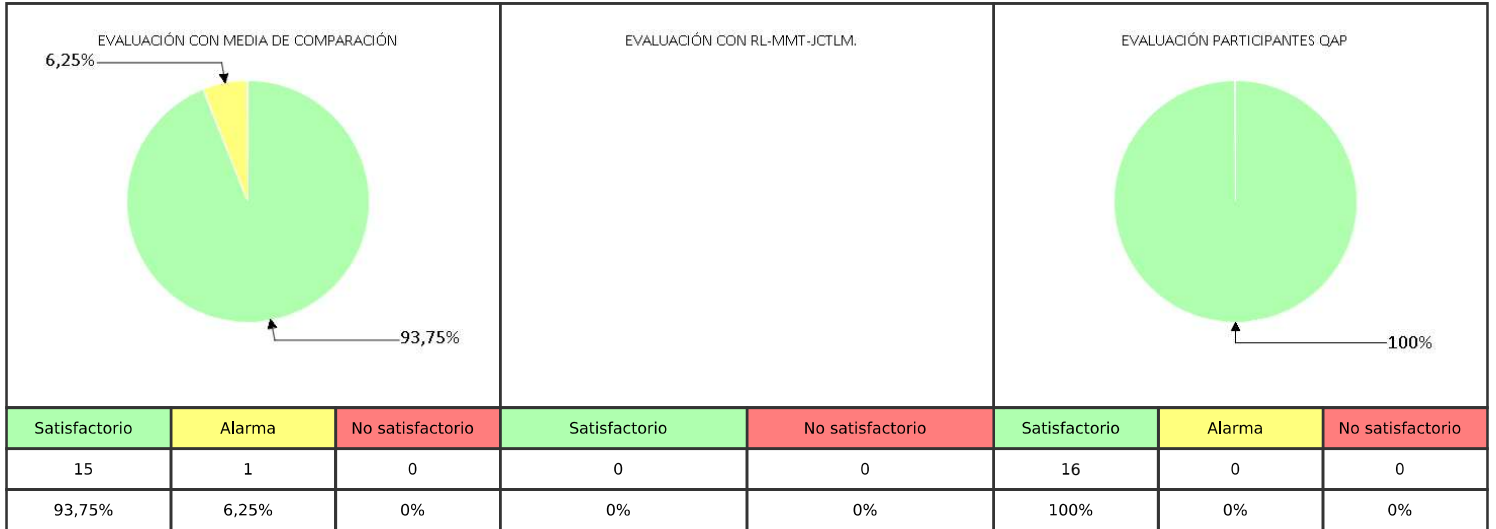 EVALUACIÓN CON MEDIA DE COMPARACIÓN
6,25%
93,75%
EVALUACIÓN CON RL-MMT-JCTLM.
EVALUACIÓN PARTICIPANTES QAP
100%
Satisfactorio Alarma No satisfactorio Satisfactorio No satisfactorio Satisfactorio Alarma No satisfactorio
15 1 0 0 0 16 0 0
93,75% 6,25% 0% 0% 0% 100% 0% 0%